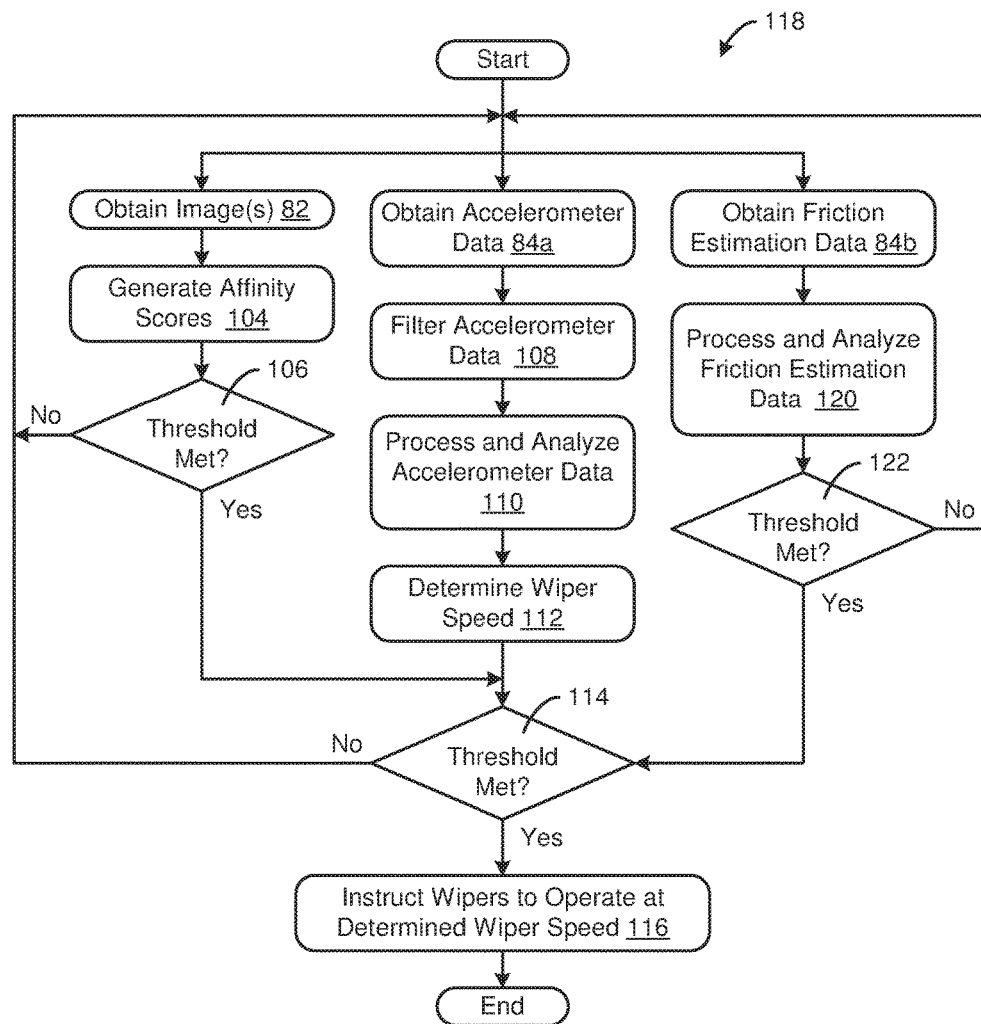 118
Start
Obtain Image(s) 82
Generate Affinity
Scores 104
106
Threshold
Met?
No
Yes
Obtain Accelerometer
Data 84a
Filter Accelerometer
Data 108
Process and Analyze
Accelerometer Data
110
Determine Wiper
Speed 112
Obtain Friction
Estimation Data 84b
Process and Analyze
Friction Estimation
Data 120
122
Threshold
Met?
No
Yes
114
Threshold
Met?
No
Yes
Instruct Wipers to Operate at
Determined Wiper Speed 116
End